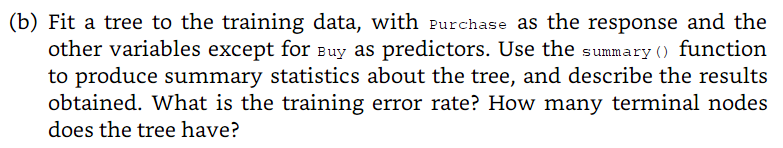 (b) Fit a tree to the training data, with Purchase as the response and the
other variables except for Buy as predictors. Use the summary() function
to produce summary statistics about the tree, and describe the results
obtained. What is the training error rate? How many terminal nodes
does the tree have?